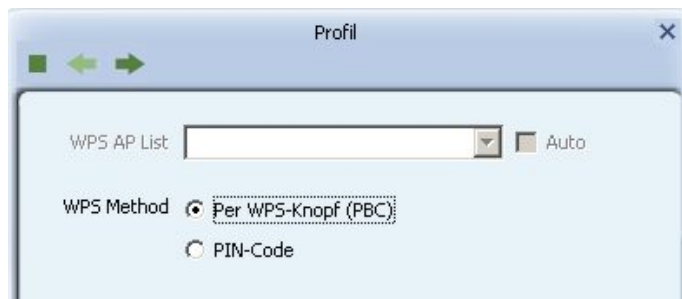 Profil
WPS AP List Auto
WPS Method Per WPS-Knopf (PBC)
PIN-Code